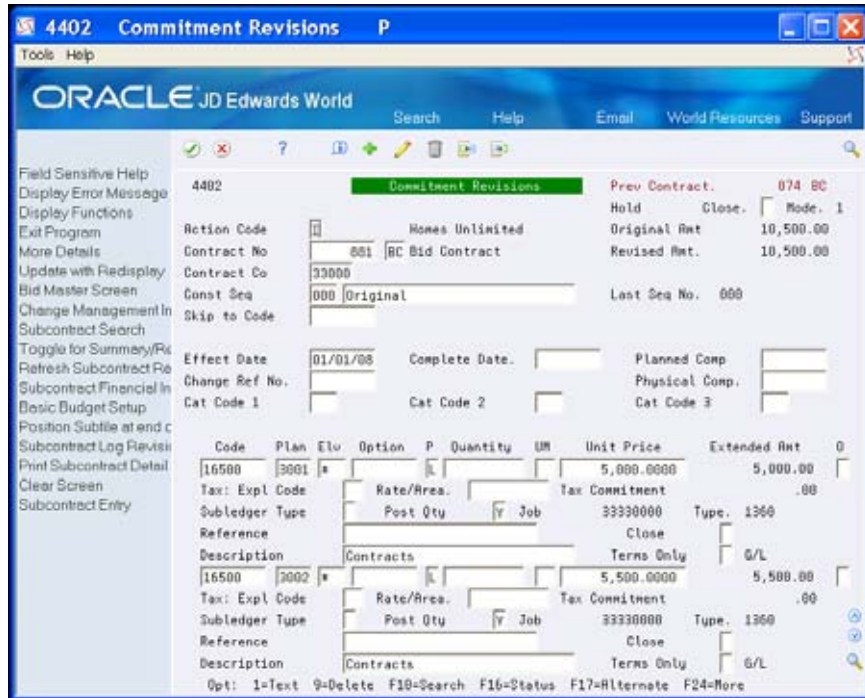 4402 Commitment Revisions P
Tools Help
ORACLE JD Edwards World
Search Help Email World Resources Support
Field Sensitive Help
Display Error Message
Display Functions
Exit Program
More Details
Update with Redisplay
Bid Master Screen
Change Management In
Subcontract Search
Toggle for Summary/Re
Refresh Subcontract Re
Subcontract Financial In
Basic Budget Setup
Position Subfile at end o
Subcontract Log Revisio
Print Subcontract Detail
Clear Screen
Subcontract Entry
4402 Commitment Revisions Prev Contract. 074 BC
Hold Close. Mode. 1
Action Code I Homes Unlimited Original Amt 10,500.00
Contract No 081 BC Bid Contract Revised Amt. 10,500.00
Contract Co 33000
Const Seq 000 Original Last Seq No. 000
Skip to Code
Effect Date 01/01/08 Complete Date. Planned Comp
Change Ref No. Physical Comp.
Cat Code 1 Cat Code 2 Cat Code 3
Code Plan Elv Option P Quantity UM Unit Price Extended Amt O
16500 3001 * L 5,000.0000 5,000.00
Tax: Expl Code Rate/Area. Tax Commitment .00
Subledger Type Post Qty Y Job 33330000 Type. 1360
Reference Close
Description Contracts Terms Only G/L
16500 3002 * L 5,500.0000 5,500.00
Tax: Expl Code Rate/Area. Tax Commitment .00
Subledger Type Post Qty Y Job 33330000 Type. 1360
Reference Close
Description Contracts Terms Only G/L
Opt: 1=Text 9=Delete F10=Search F16=Status F17=Alternate F24=More